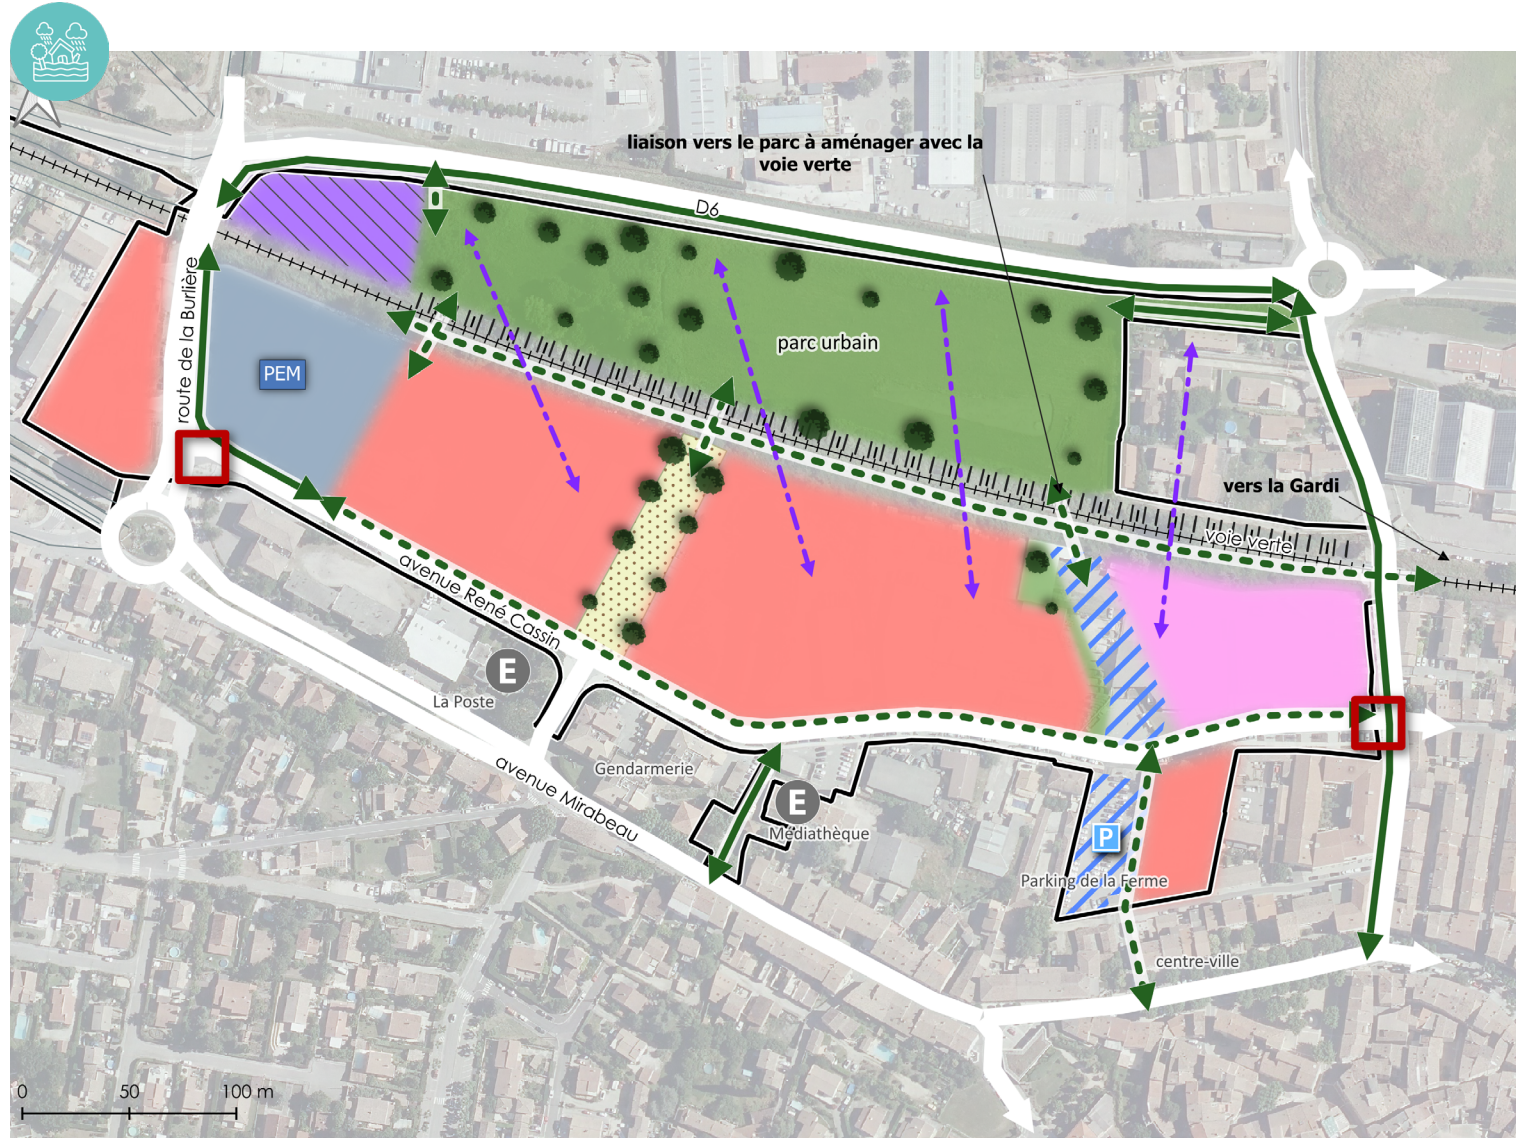 liaison vers le parc à aménager avec la
voie verte
D6
route de la Burlière
parc urbain
PEM
vers la Gardi
voie verte
avenue René Cassin
E
La Poste
Gendarmerie
avenue Mirabeau
E
Médiathèque
P
Parking de la Ferme
centre-ville
0 50 100 m